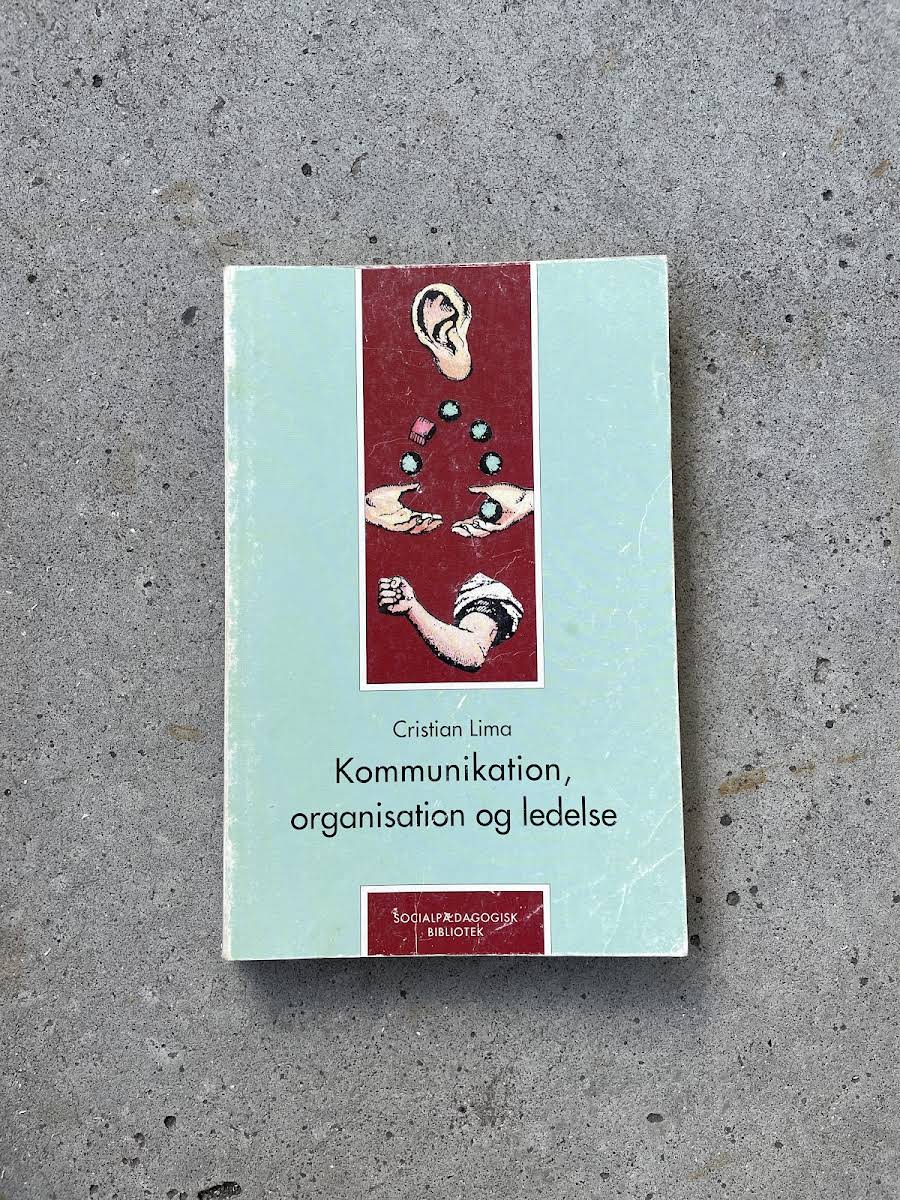 Cristian Lima
Kommunikation,
organisation og ledelse
SOCIALPÆDAGOGISK
BIBLIOTEK